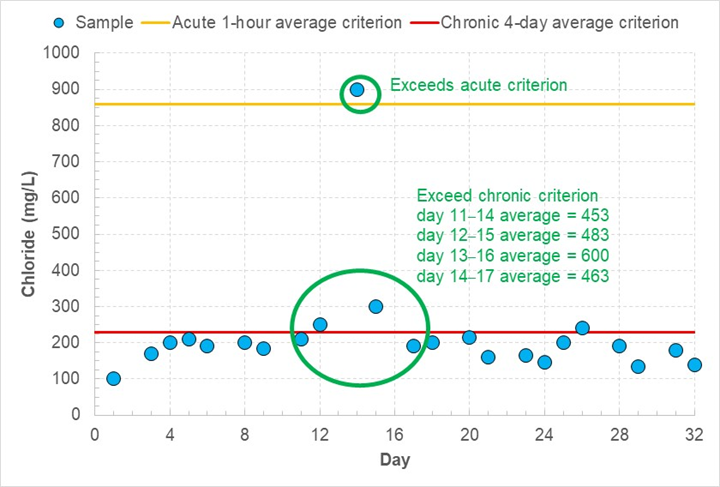 Sample Acute 1-hour average criterion Chronic 4-day average criterion
1000
900
Exceeds acute criterion
800
700
600
Exceed chronic criterion
day 11–14 average = 453
day 12–15 average = 483
day 13–16 average = 600
day 14–17 average = 463
500
400
300
200
100
0
Chloride (mg/L)
0 4 8 12 16 20 24 28 32
Day